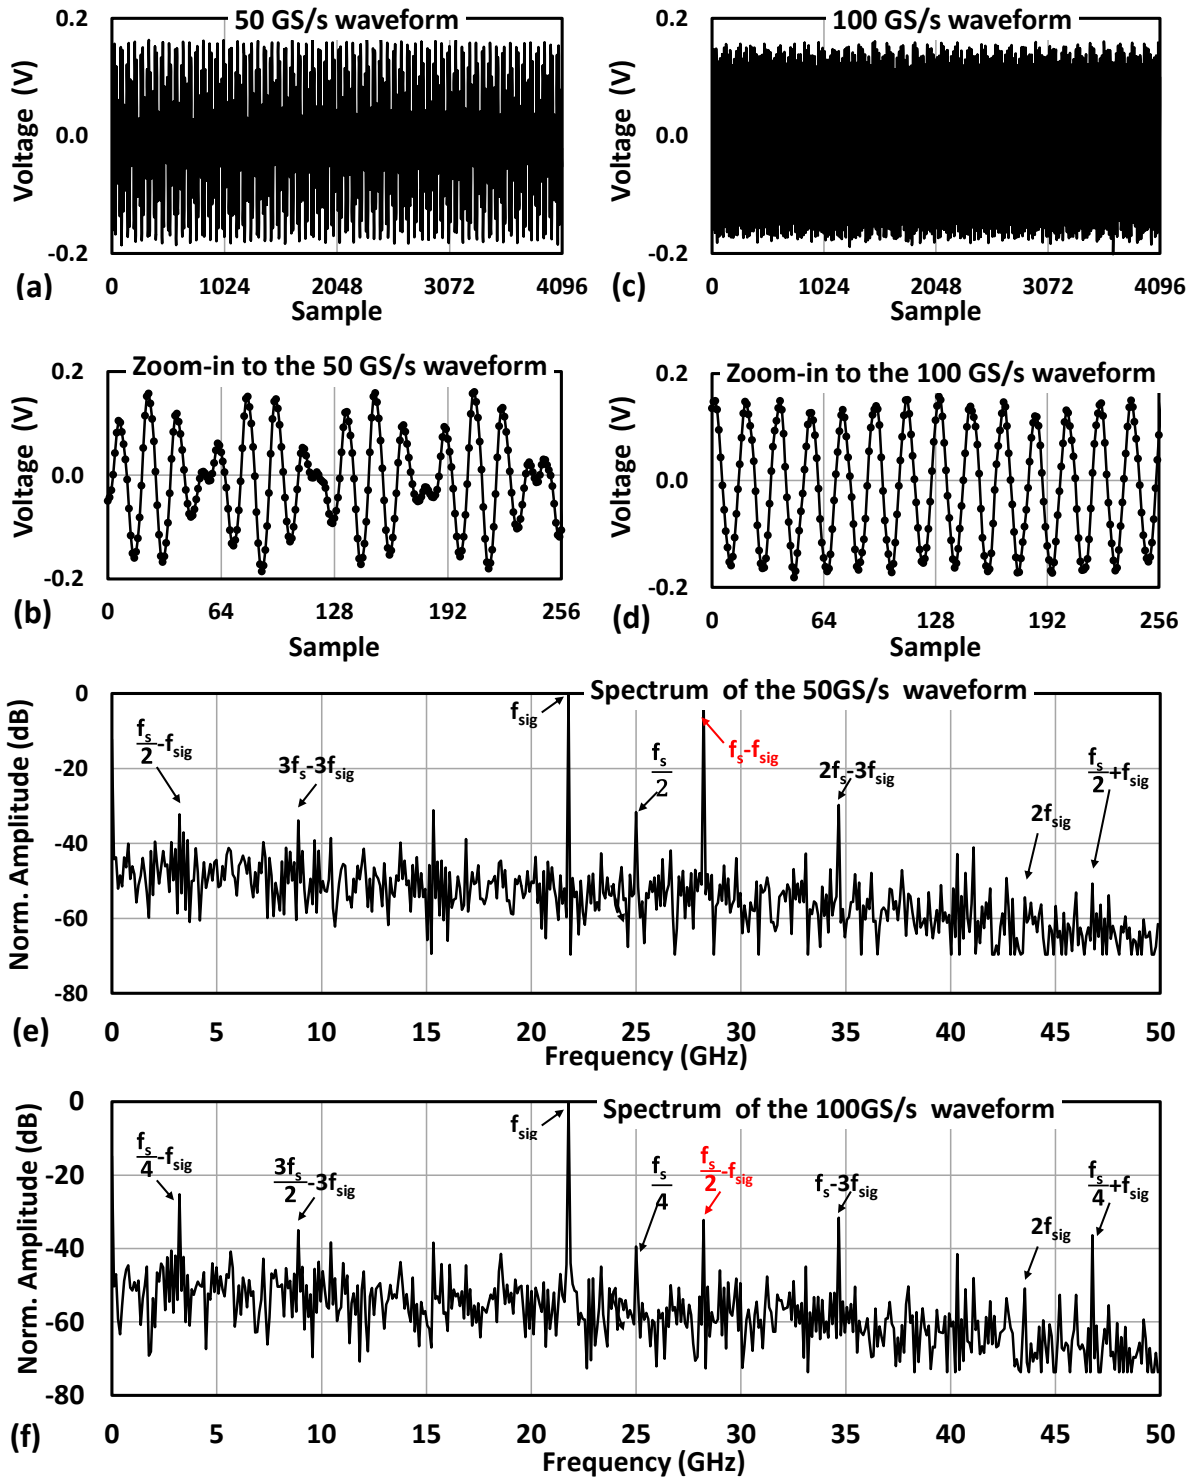 50 GS/s waveform
0.2
0.0
-0.2
Voltage (V)
0 1024 2048 3072 4096
Sample
(a)
100 GS/s waveform
0.2
0.0
-0.2
Voltage (V)
0 1024 2048 3072 4096
Sample
(c)
Zoom-in to the 50 GS/s waveform
0.2
0.0
-0.2
Voltage (V)
0 64 128 192 256
Sample
(b)
Zoom-in to the 100 GS/s waveform
0.2
0.0
-0.2
Voltage (V)
0 64 128 192 256
Sample
(d)
Spectrum of the 50GS/s waveform
0
-20
-40
-60
-80
Norm. Amplitude (dB)
fs/2-fsig
3fs-3fsig
fsig
fs/2
fs-fsig
2fs-3fsig
2fsig
fs/2+fsig
0 5 10 15 20 25 30 35 40 45 50
Frequency (GHz)
(e)
Spectrum of the 100GS/s waveform
0
-20
-40
-60
-80
Norm. Amplitude (dB)
fs/4-fsig
3fs/2-3fsig
fsig
fs/4
fs/2-fsig
fs-3fsig
2fsig
fs/4+fsig
0 5 10 15 20 25 30 35 40 45 50
Frequency (GHz)
(f)